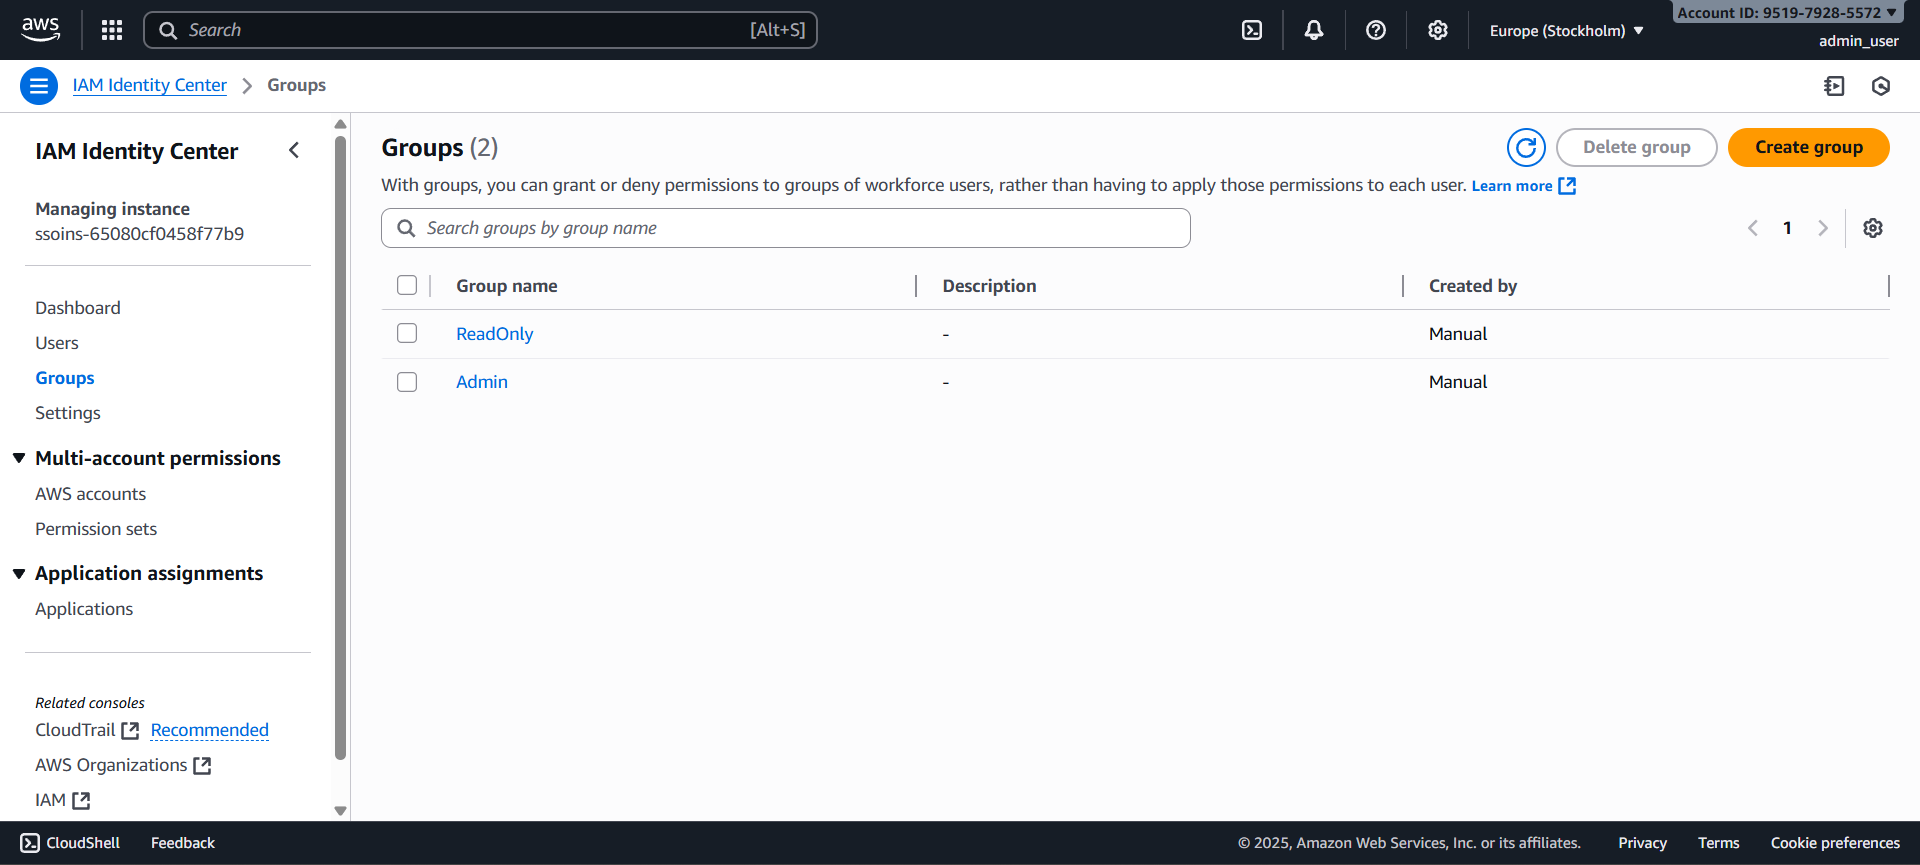 aws
Search [Alt+S]
Europe (Stockholm)
Account ID: 9519-7928-5572
admin_user
IAM Identity Center > Groups
IAM Identity Center
Managing instance
ssoins-65080cf0458f77b9
Dashboard
Users
Groups
Settings
Multi-account permissions
AWS accounts
Permission sets
Application assignments
Applications
Related consoles
CloudTrail Recommended
AWS Organizations
IAM
Groups (2)
Delete group
Create group
With groups, you can grant or deny permissions to groups of workforce users, rather than having to apply those permissions to each user. Learn more
Search groups by group name
1
Group name Description Created by
ReadOnly - Manual
Admin - Manual
CloudShell Feedback © 2025, Amazon Web Services, Inc. or its affiliates. Privacy Terms Cookie preferences